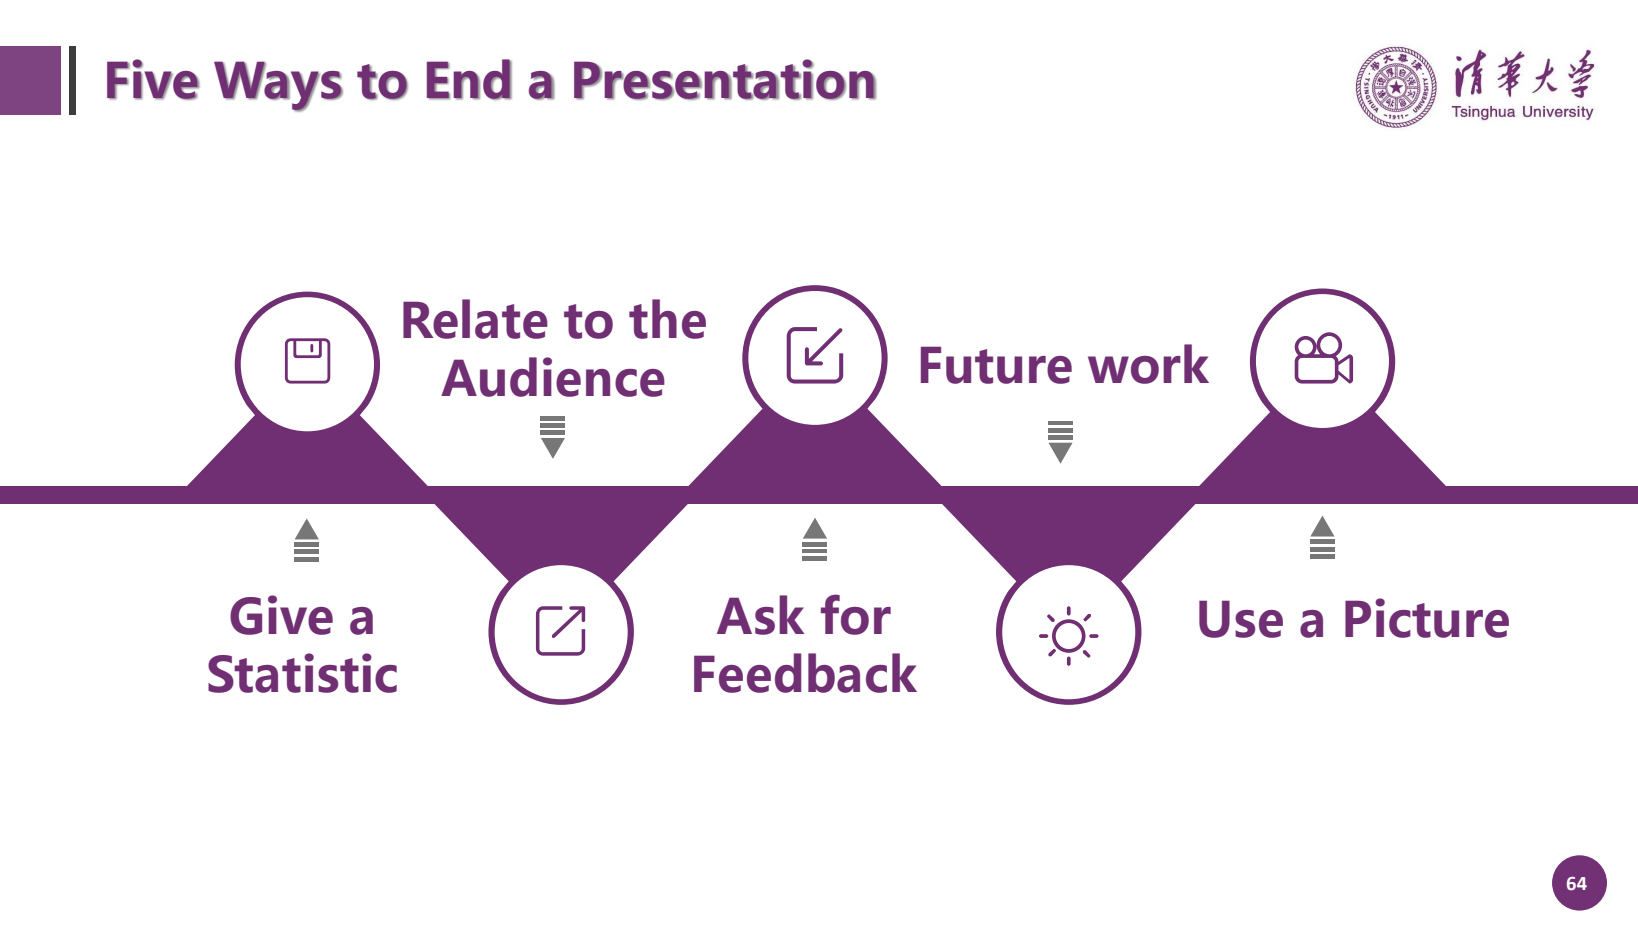 Five Ways to End a Presentation
清華大学
Tsinghua University
Relate to the
Audience
Future work
Give a
Statistic
Ask for
Feedback
Use a Picture
64